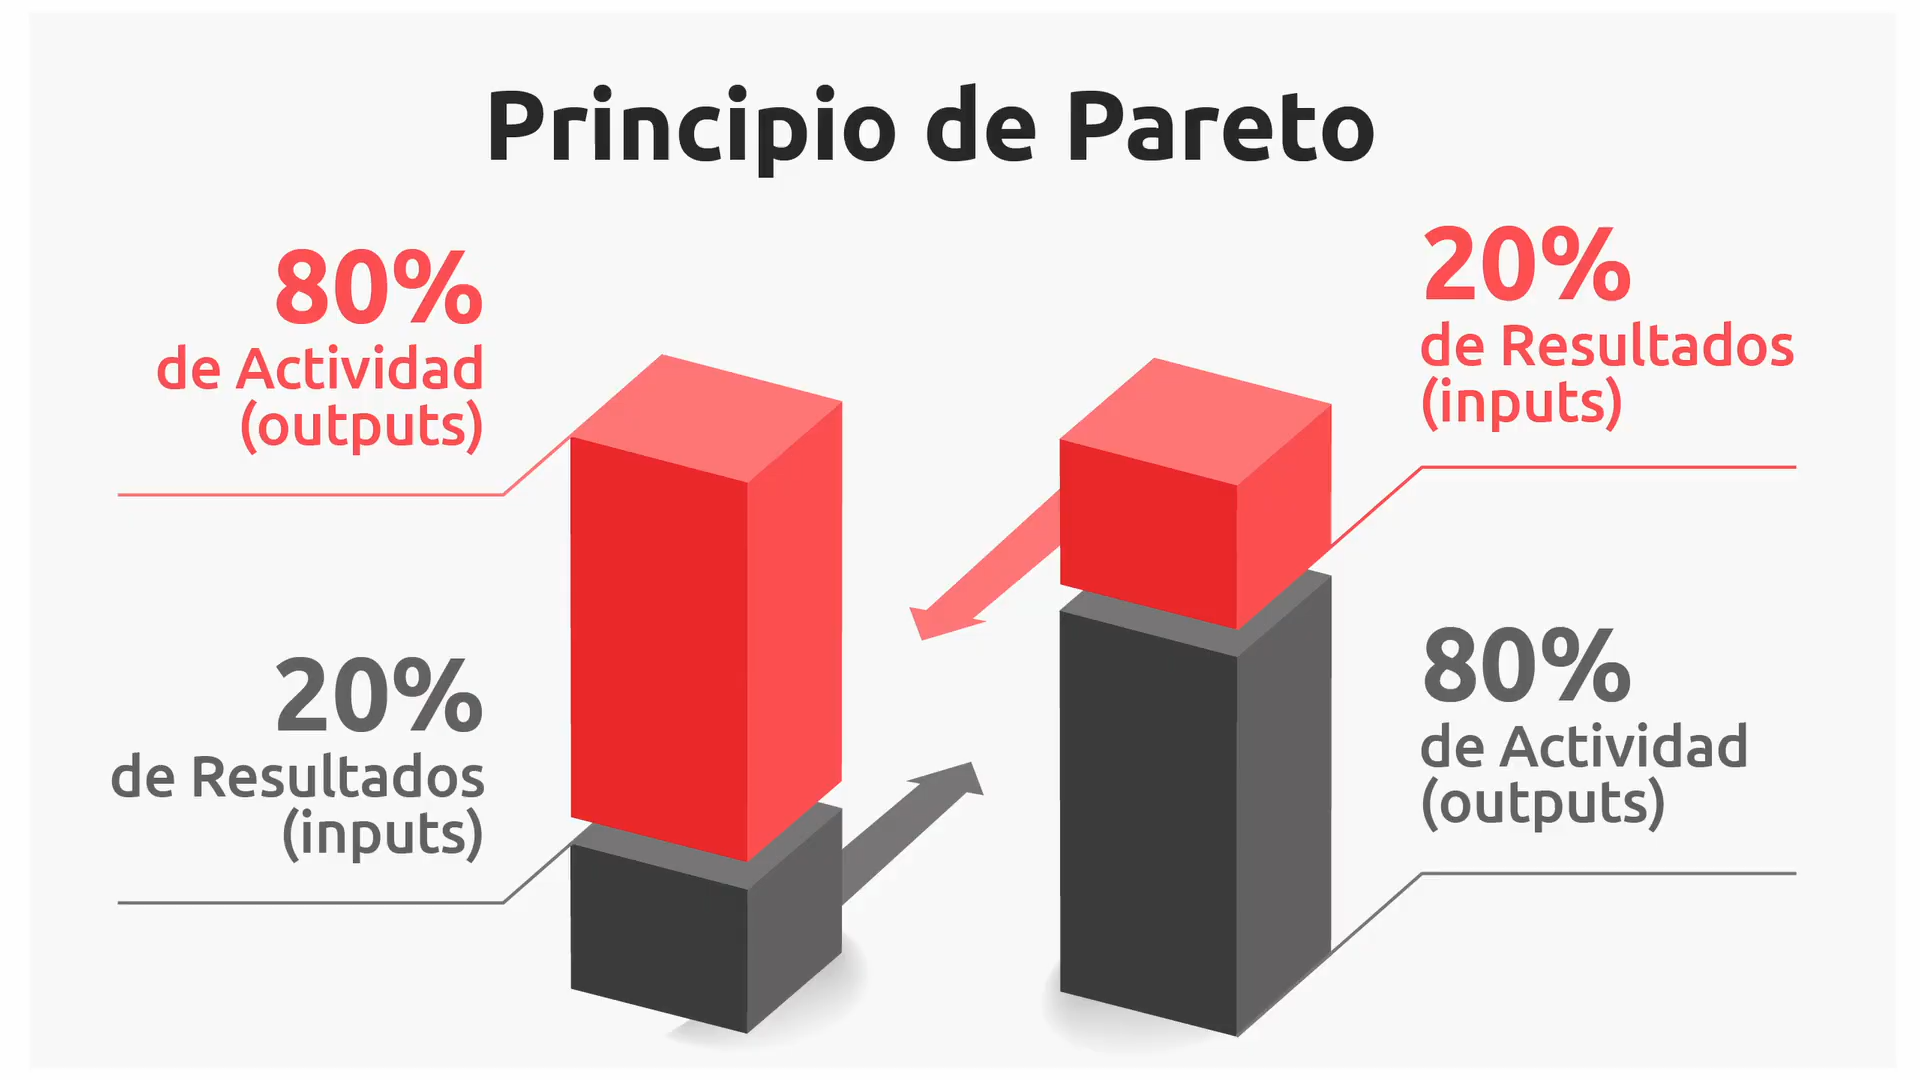 Principio de Pareto
80%
de Actividad
(outputs)
20%
de Resultados
(inputs)
20%
de Resultados
(inputs)
80%
de Actividad
(outputs)